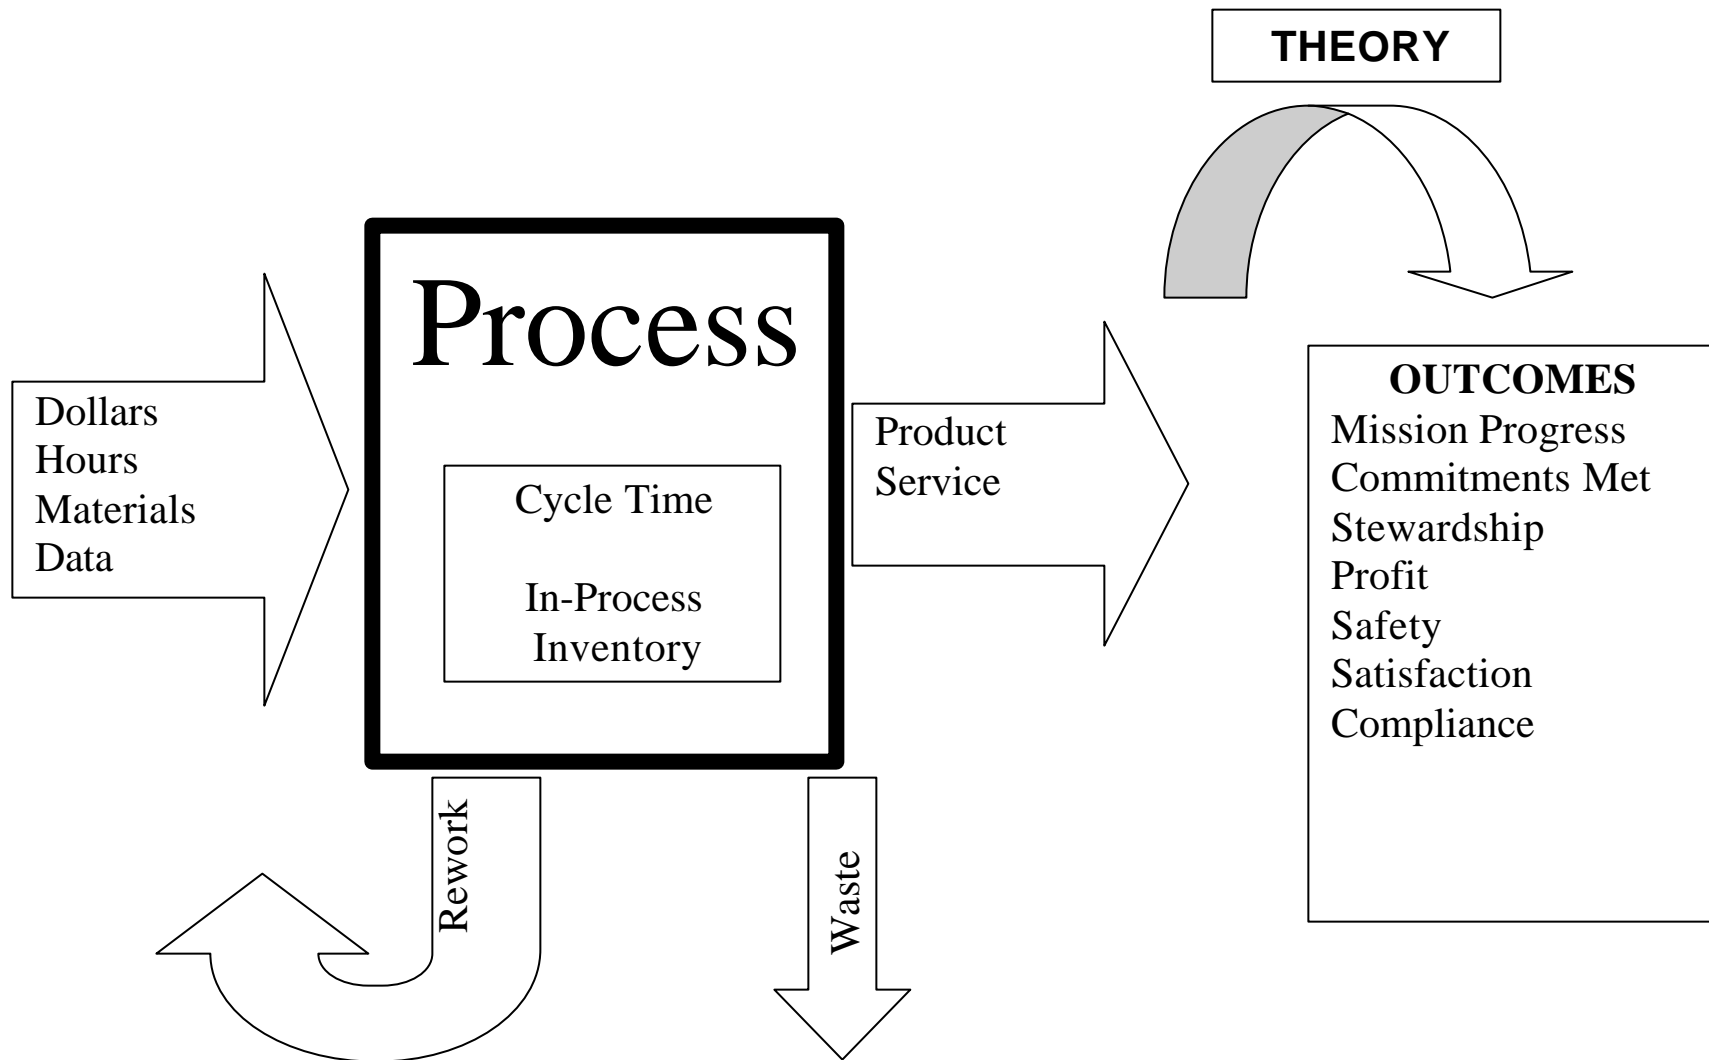 THEORY
Process
Dollars
Hours
Materials
Data
Cycle Time
In-Process
Inventory
Product
Service
OUTCOMES
Mission Progress
Commitments Met
Stewardship
Profit
Safety
Satisfaction
Compliance
Rework
Waste